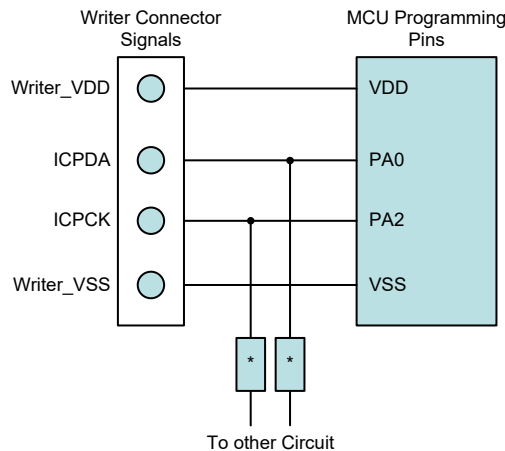 Writer Connector
Signals
MCU Programming
Pins
Writer_VDD
VDD
ICPDA
PA0
ICPCK
PA2
Writer_VSS
VSS
*
*
To other Circuit